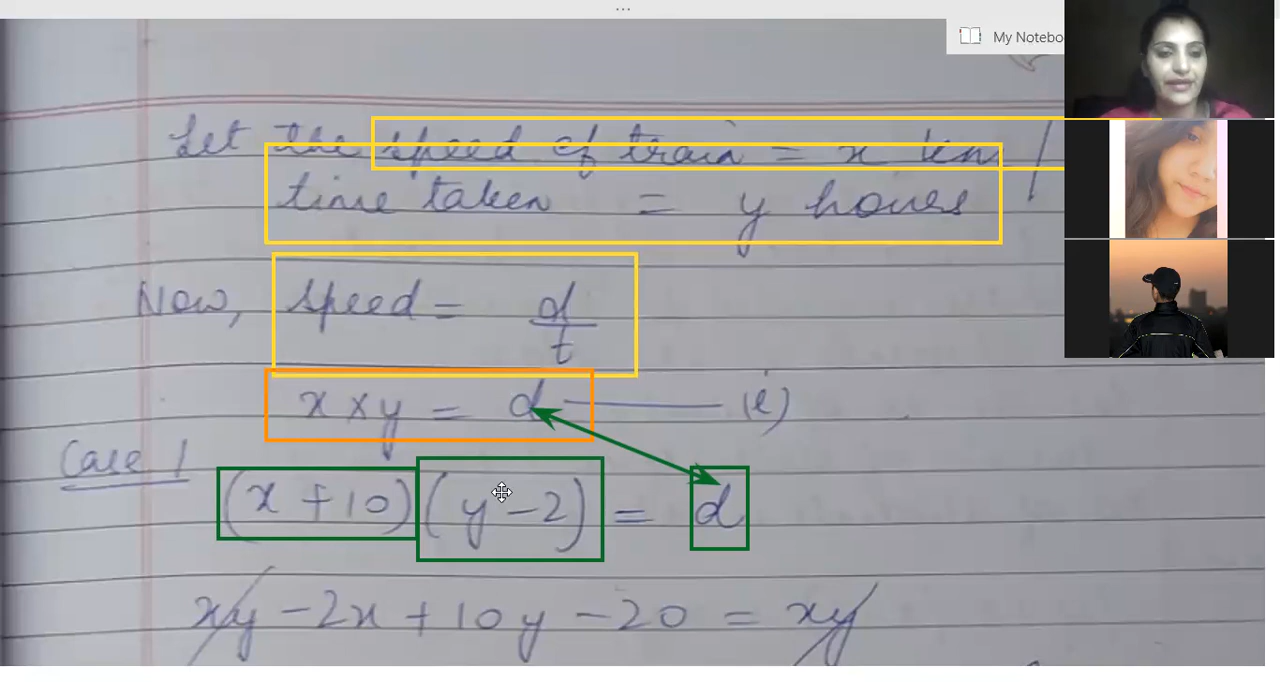 ...
My Notebo
Let the speed of train = x km/
time taken = y hours
Now, speed = d/t
x × y = d ——— (i)
Case 1
(x + 10) (y - 2) = d
xy - 2x + 10y - 20 = xy